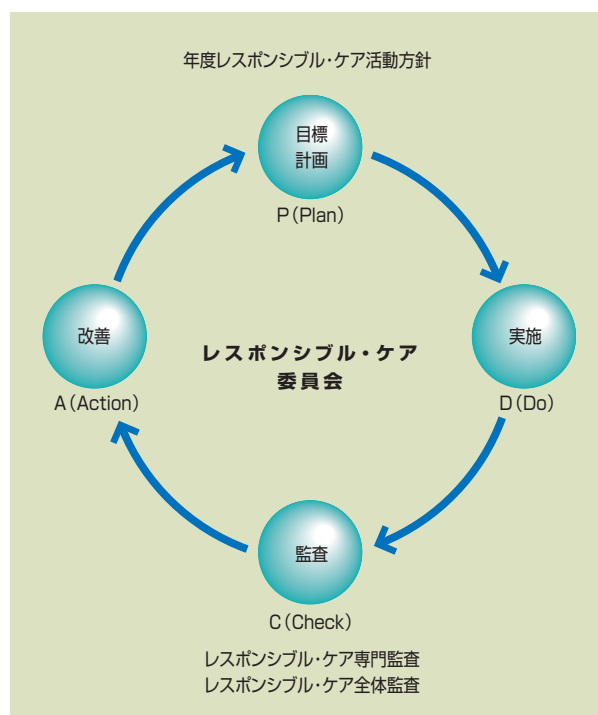 年度レスポンシブル・ケア活動方針
目標
計画
P(Plan)
改善
A(Action)
レスポンシブル・ケア
委員会
実施
D(Do)
監査
C(Check)
レスポンシブル・ケア専門監査
レスポンシブル・ケア全体監査